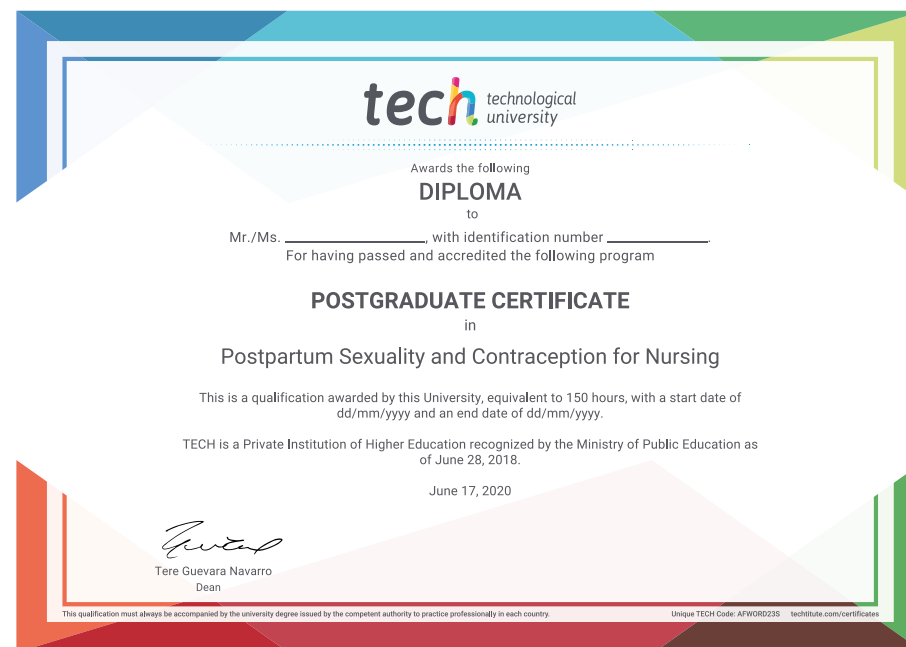 tech technological
university
Awards the following
DIPLOMA
to
Mr./Ms. ____________________, with identification number ______________.
For having passed and accredited the following program
POSTGRADUATE CERTIFICATE
in
Postpartum Sexuality and Contraception for Nursing
This is a qualification awarded by this University, equivalent to 150 hours, with a start date of
dd/mm/yyyy and an end date of dd/mm/yyyy.
TECH is a Private Institution of Higher Education recognized by the Ministry of Public Education as
of June 28, 2018.
June 17, 2020
Tere Guevara Navarro
Dean
This qualification must always be accompanied by the university degree issued by the competent authority to practice professionally in each country.
Unique TECH Code: AFWORD23S techtitute.com/certificates